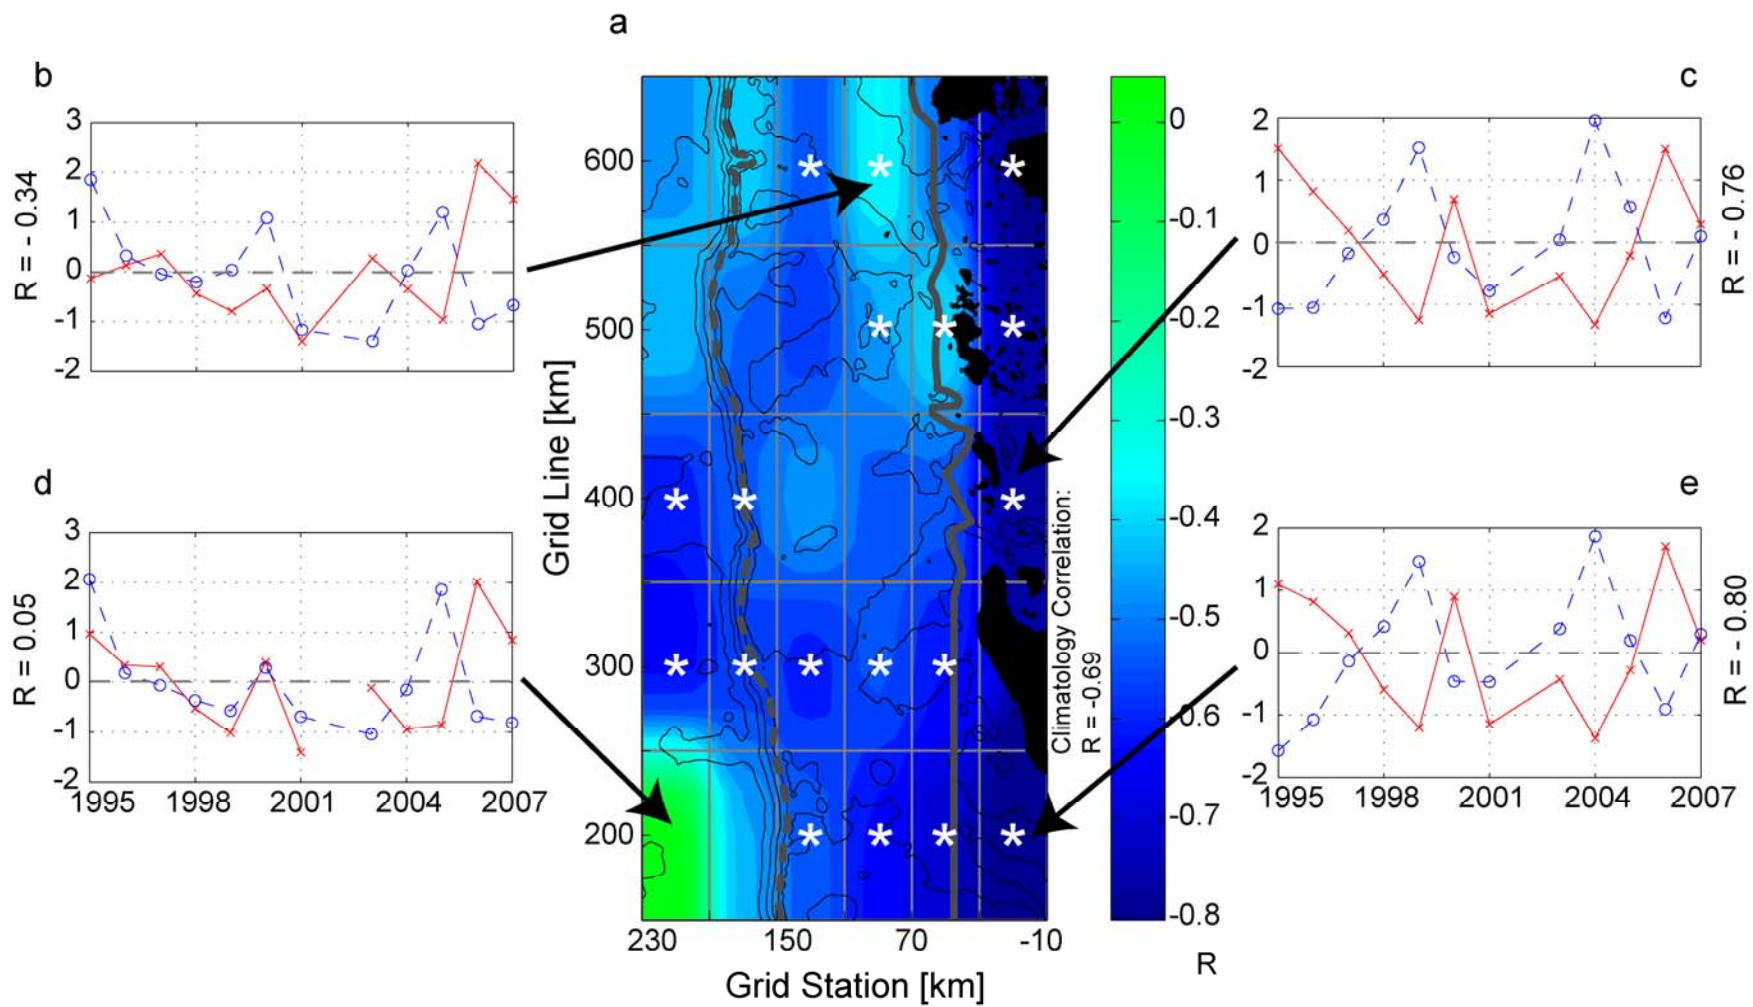 a
b
3
2
1
0
-1
-2
R = - 0.34
c
2
1
0
-1
-2
R = - 0.76
d
3
2
1
0
-1
-2
1995 1998 2001 2004 2007
R = 0.05
e
2
1
0
-1
-2
1995 1998 2001 2004 2007
R = - 0.80
600
500
400
300
200
Grid Line [km]
230 150 70 -10
Grid Station [km]
Climatology Correlation:
R = -0.69
0
-0.1
-0.2
-0.3
-0.4
-0.5
-0.6
-0.7
-0.8
R